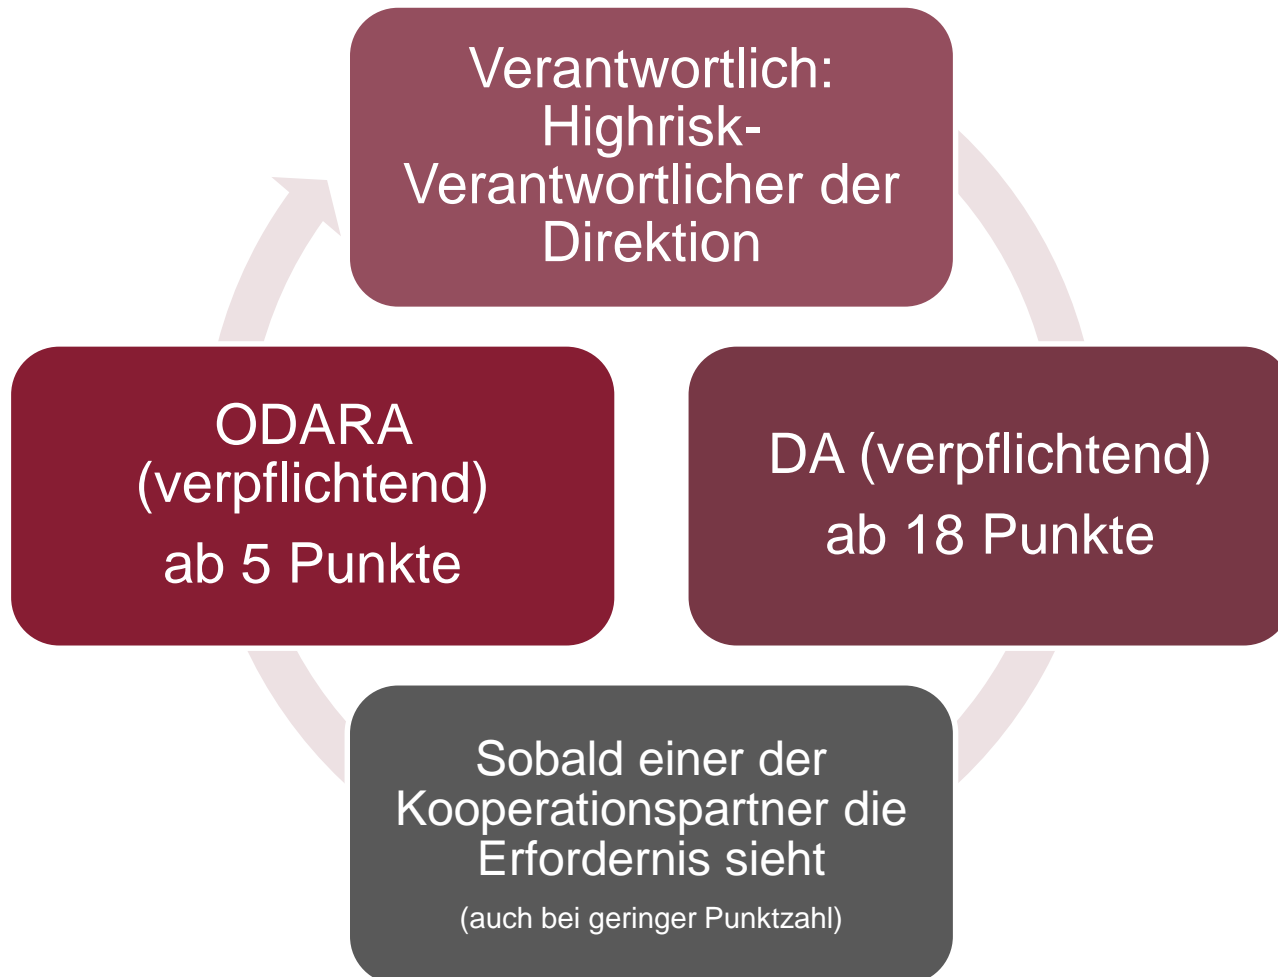 Verantwortlich:
Highrisk-
Verantwortlicher der
Direktion
ODARA
(verpflichtend)
ab 5 Punkte
DA (verpflichtend)
ab 18 Punkte
Sobald einer der
Kooperationspartner die
Erfordernis sieht
(auch bei geringer Punktzahl)